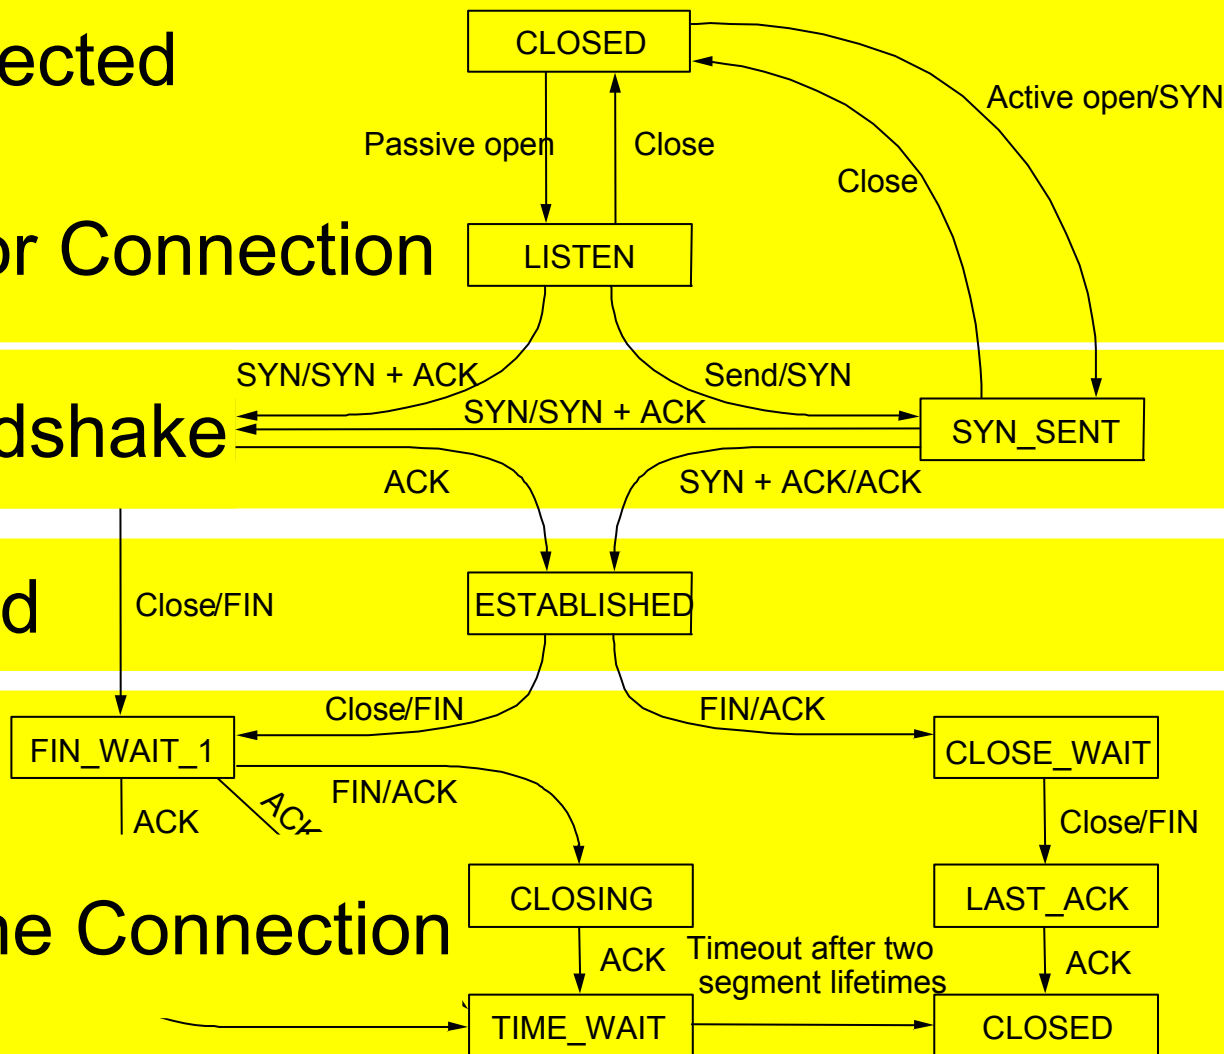 CLOSED
ected
Active open/SYN
Passive open
Close
Close
or Connection
LISTEN
SYN/SYN + ACK
Send/SYN
SYN/SYN + ACK
dshake
SYN_SENT
ACK
SYN + ACK/ACK
d
Close/FIN
ESTABLISHED
Close/FIN
FIN/ACK
FIN_WAIT_1
CLOSE_WAIT
FIN/ACK
ACK
ACK
Close/FIN
CLOSING
LAST_ACK
ne Connection
ACK
Timeout after two
segment lifetimes
ACK
TIME_WAIT
CLOSED